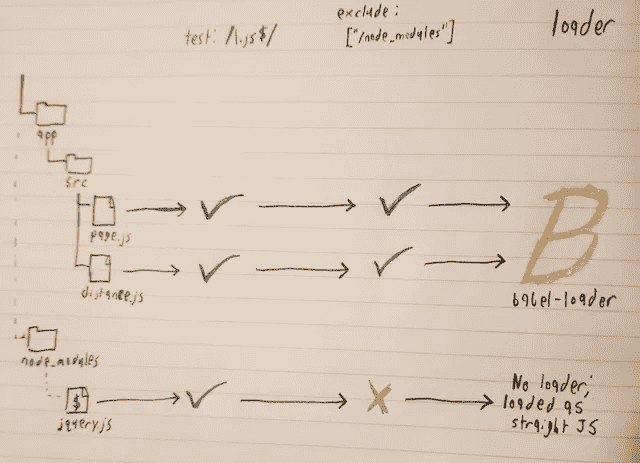 exclude:
test: /\.js$/
["/node_modules"]
loader
app
src
page.js
distance.js
B
babel-loader
node_modules
$
jquery.js
No loader;
loaded as
straight JS